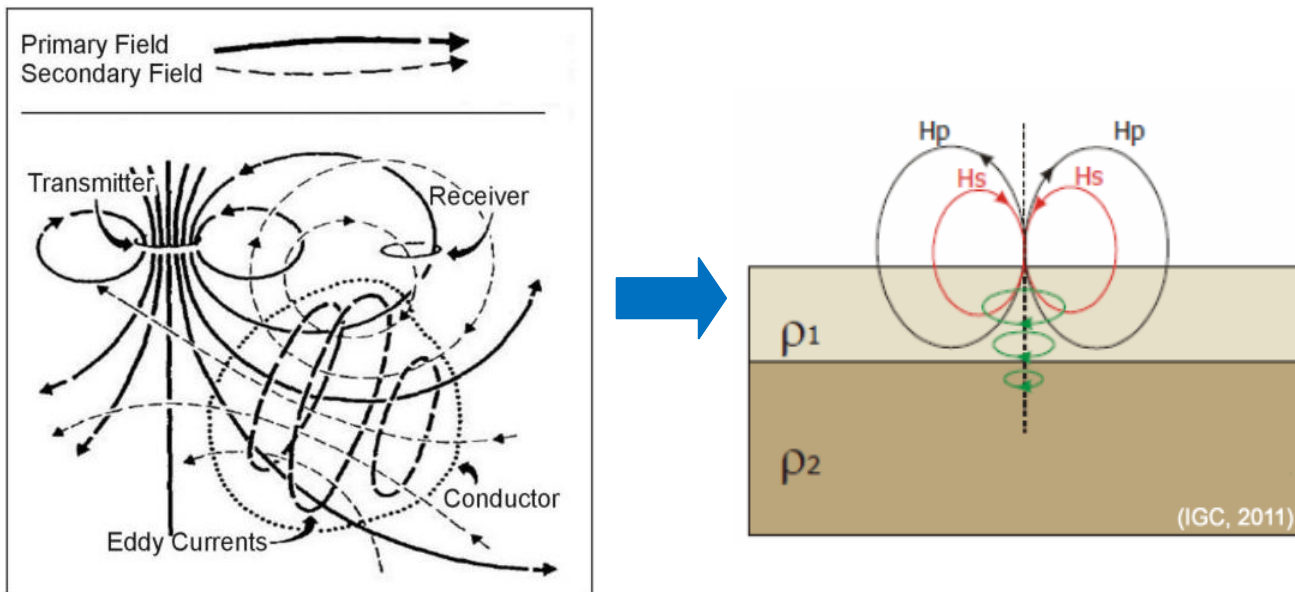 Primary Field
Secondary Field
Transmitter
Receiver
Conductor
Eddy Currents
Hp Hp
Hs Hs
ρ1
ρ2
(IGC, 2011)